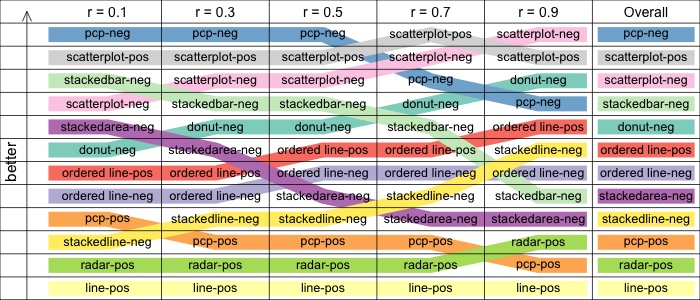 r = 0.1 r = 0.3 r = 0.5 r = 0.7 r = 0.9 Overall
pcp-neg pcp-neg pcp-neg scatterplot-pos scatterplot-neg pcp-neg
scatterplot-pos scatterplot-pos scatterplot-pos scatterplot-neg scatterplot-pos scatterplot-pos
stackedbar-neg scatterplot-neg scatterplot-neg pcp-neg donut-neg scatterplot-neg
scatterplot-neg stackedbar-neg stackedbar-neg donut-neg pcp-neg stackedbar-neg
stackedarea-neg donut-neg donut-neg stackedbar-neg ordered line-pos donut-neg
donut-neg stackedarea-neg ordered line-pos ordered line-pos stackedline-neg ordered line-pos
ordered line-pos ordered line-pos ordered line-neg ordered line-neg ordered line-neg ordered line-neg
ordered line-neg ordered line-neg stackedarea-neg stackedline-neg stackedbar-neg stackedarea-neg
pcp-pos stackedline-neg stackedline-neg stackedarea-neg stackedarea-neg stackedline-neg
stackedline-neg pcp-pos pcp-pos pcp-pos radar-pos pcp-pos
radar-pos radar-pos radar-pos radar-pos pcp-pos radar-pos
line-pos line-pos line-pos line-pos line-pos line-pos
better